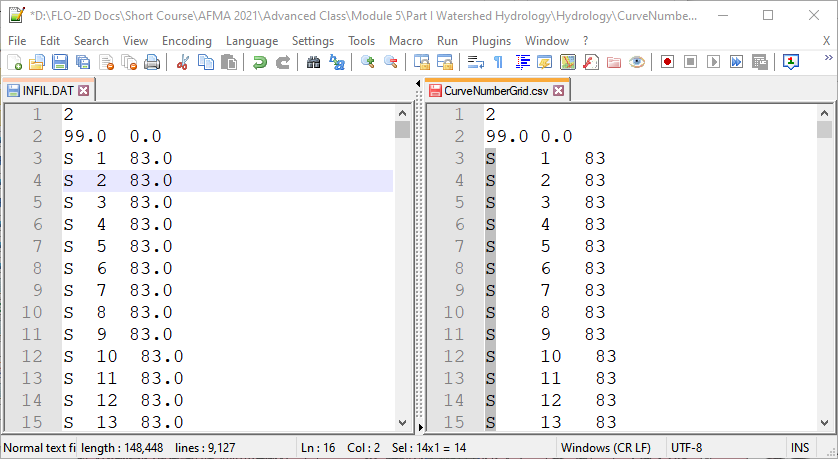 *D:\FLO-2D Docs\Short Course\AFMA 2021\Advanced Class\Module 5\Part I Watershed Hydrology\Hydrology\CurveNumbe...
File Edit Search View Encoding Language Settings Tools Macro Run Plugins Window ? X
INFIL.DAT
1 2
2 99.0 0.0
3 S 1 83.0
4 S 2 83.0
5 S 3 83.0
6 S 4 83.0
7 S 5 83.0
8 S 6 83.0
9 S 7 83.0
10 S 8 83.0
11 S 9 83.0
12 S 10 83.0
13 S 11 83.0
14 S 12 83.0
15 S 13 83.0
CurveNumberGrid.csv
1 2
2 99.0 0.0
3 S 1 83
4 S 2 83
5 S 3 83
6 S 4 83
7 S 5 83
8 S 6 83
9 S 7 83
10 S 8 83
11 S 9 83
12 S 10 83
13 S 11 83
14 S 12 83
15 S 13 83
Normal text fi length : 148,448 lines : 9,127 Ln : 16 Col : 2 Sel : 14x1 = 14 Windows (CR LF) UTF-8 INS